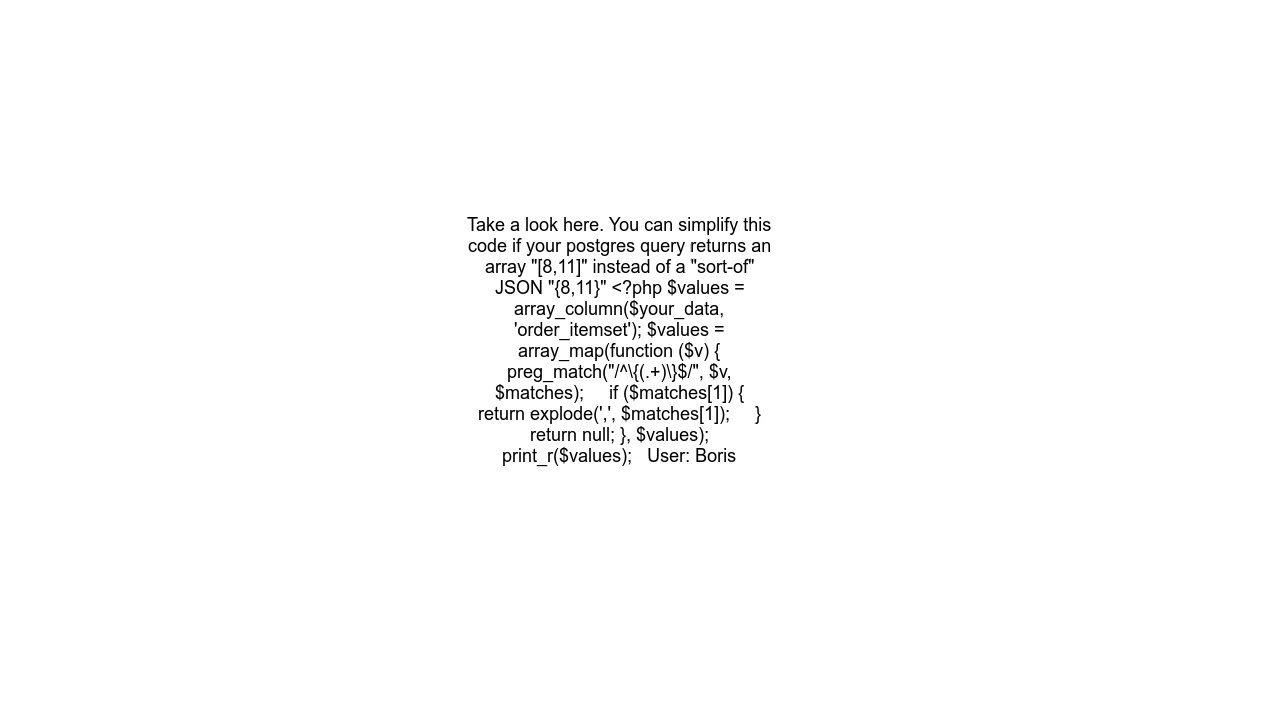 Take a look here. You can simplify this
code if your postgres query returns an
array "[8,11]" instead of a "sort-of"
JSON "{8,11}" <?php $values =
array_column($your_data,
'order_itemset'); $values =
array_map(function ($v) {
preg_match("/^\{(.+)\}$/", $v,
$matches);     if ($matches[1]) {
return explode(',', $matches[1]);     }
return null; }, $values);
print_r($values);   User: Boris